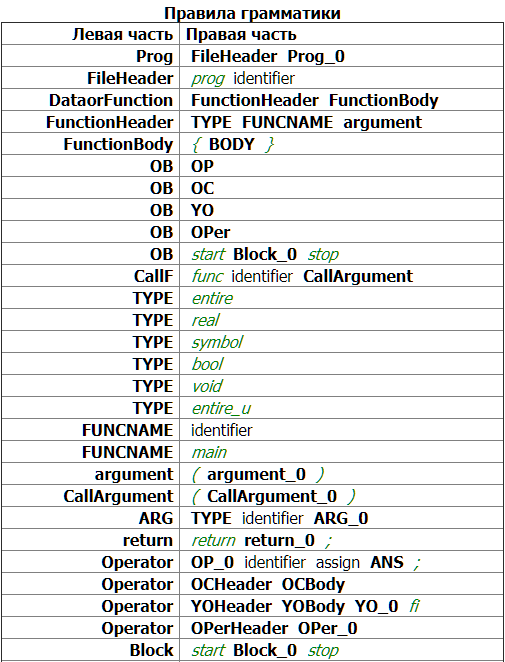 Правила грамматики
Левая часть Правая часть
Prog FileHeader Prog_0
FileHeader prog identifier
DataorFunction FunctionHeader FunctionBody
FunctionHeader TYPE FUNCNAME argument
FunctionBody { BODY }
OB OP
OB OC
OB YO
OB OPer
OB start Block_0 stop
CallF func identifier CallArgument
TYPE entire
TYPE real
TYPE symbol
TYPE bool
TYPE void
TYPE entire_u
FUNCNAME identifier
FUNCNAME main
argument ( argument_0 )
CallArgument ( CallArgument_0 )
ARG TYPE identifier ARG_0
return return return_0 ;
Operator OP_0 identifier assign ANS ;
Operator OCHeader OCBody
Operator YOHeader YOBody YO_0 fi
Operator OPerHeader OPer_0
Block start Block_0 stop